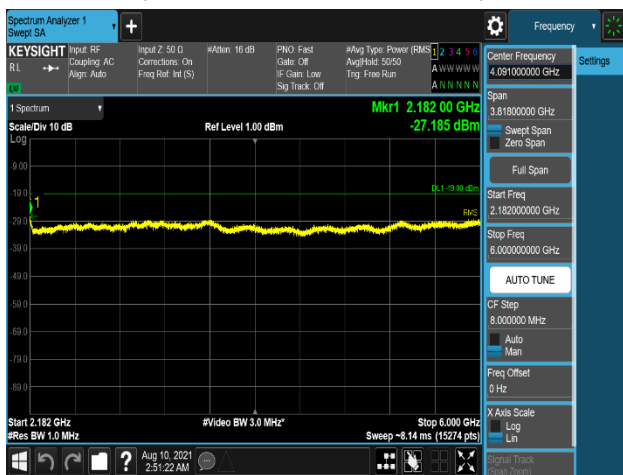 Spectrum Analyzer 1
Swept SA
+
Frequency
KEYSIGHT
RL
Input: RF
Coupling: AC
Align: Auto
Input Z: 50 Ω
Corrections: On
Freq Ref: Int (S)
#Atten: 16 dB
PNO: Fast
Gate: Off
IF Gain: Low
Sig Track: Off
#Avg Type: Power (RMS
Avg|Hold: 50/50
Trig: Free Run
1 2 3 4 5 6
A W W W W W
A N N N N N
1 Spectrum
Scale/Div 10 dB
Log
Ref Level 1.00 dBm
Mkr1 2.182 00 GHz
-27.185 dBm
-9.00
-19.0
-29.0
-39.0
-49.0
-59.0
-69.0
-79.0
-89.0
1
DL1 -19.00 dBm
RMS
Start 2.182 GHz
#Res BW 1.0 MHz
#Video BW 3.0 MHz*
Stop 6.000 GHz
Sweep ~8.14 ms (15274 pts)
?
Aug 10, 2021
2:51:22 AM
Center Frequency
4.091000000 GHz
Settings
Span
3.81800000 GHz
Swept Span
Zero Span
Full Span
Start Freq
2.182000000 GHz
Stop Freq
6.000000000 GHz
AUTO TUNE
CF Step
8.000000 MHz
Auto
Man
Freq Offset
0 Hz
X Axis Scale
Log
Lin
Signal Track
(Span Zoom)